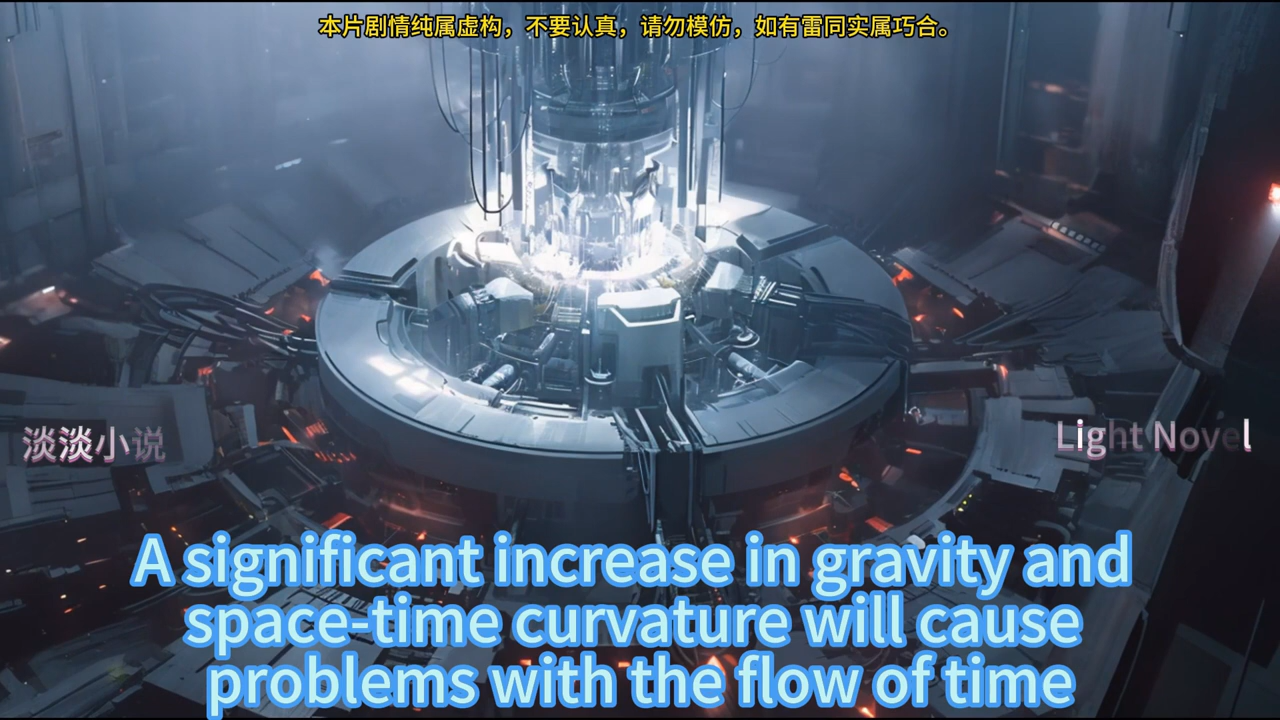 本片剧情纯属虚构，不要认真，请勿模仿，如有雷同实属巧合。
淡淡小说
Light Novel
A significant increase in gravity and
space-time curvature will cause
problems with the flow of time